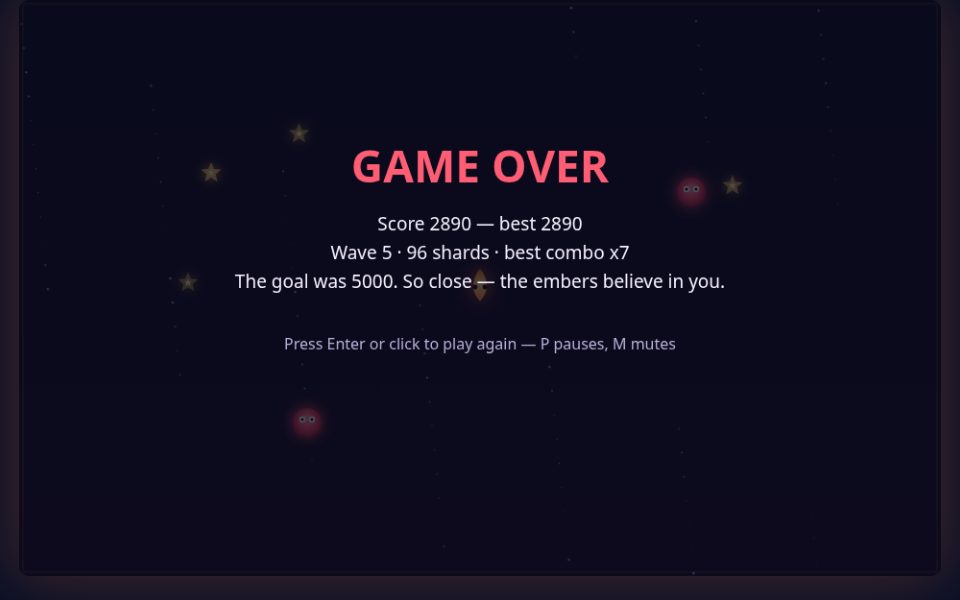 GAME OVER
Score 2890 — best 2890
Wave 5 · 96 shards · best combo x7
The goal was 5000. So close — the embers believe in you.
Press Enter or click to play again — P pauses, M mutes